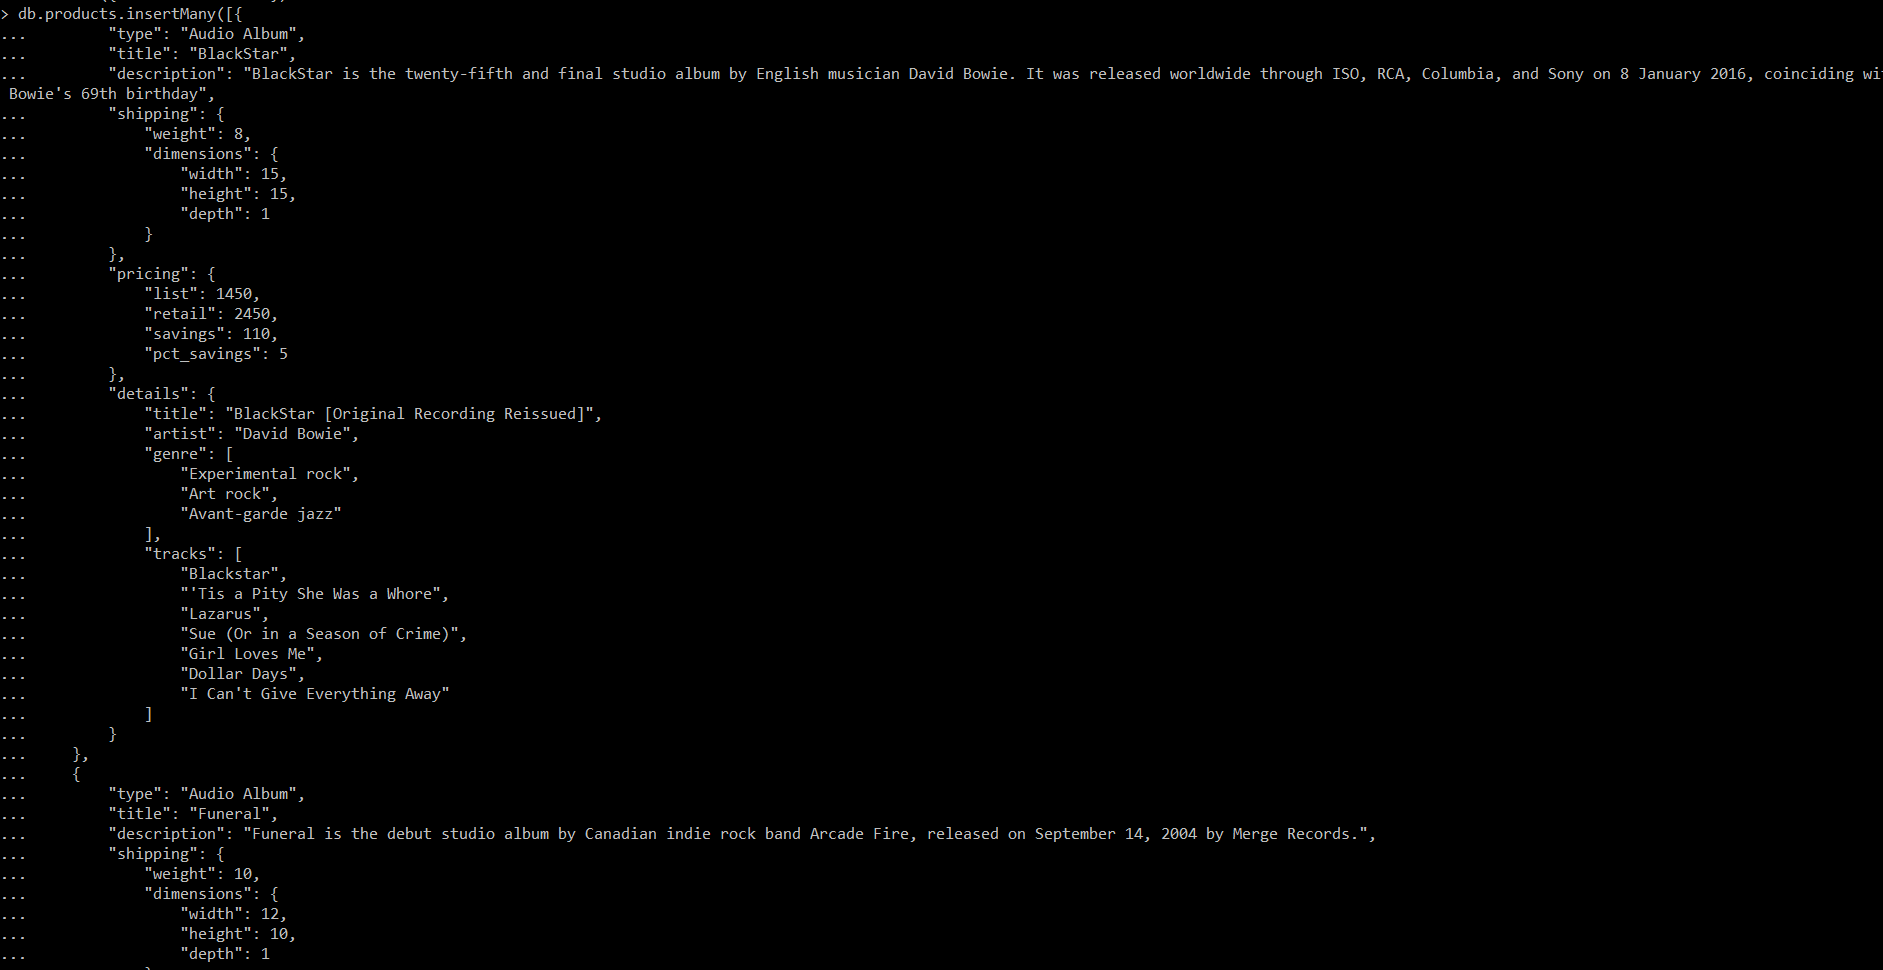 > db.products.insertMany([{
...         "type": "Audio Album",
...         "title": "BlackStar",
...         "description": "BlackStar is the twenty-fifth and final studio album by English musician David Bowie. It was released worldwide through ISO, RCA, Columbia, and Sony on 8 January 2016, coinciding wi
 Bowie's 69th birthday",
...         "shipping": {
...             "weight": 8,
...             "dimensions": {
...                 "width": 15,
...                 "height": 15,
...                 "depth": 1
...             }
...         },
...         "pricing": {
...             "list": 1450,
...             "retail": 2450,
...             "savings": 110,
...             "pct_savings": 5
...         },
...         "details": {
...             "title": "BlackStar [Original Recording Reissued]",
...             "artist": "David Bowie",
...             "genre": [
...                 "Experimental rock",
...                 "Art rock",
...                 "Avant-garde jazz"
...             ],
...             "tracks": [
...                 "Blackstar",
...                 "'Tis a Pity She Was a Whore",
...                 "Lazarus",
...                 "Sue (Or in a Season of Crime)",
...                 "Girl Loves Me",
...                 "Dollar Days",
...                 "I Can't Give Everything Away"
...             ]
...         }
...     },
...     {
...         "type": "Audio Album",
...         "title": "Funeral",
...         "description": "Funeral is the debut studio album by Canadian indie rock band Arcade Fire, released on September 14, 2004 by Merge Records.",
...         "shipping": {
...             "weight": 10,
...             "dimensions": {
...                 "width": 12,
...                 "height": 10,
...                 "depth": 1